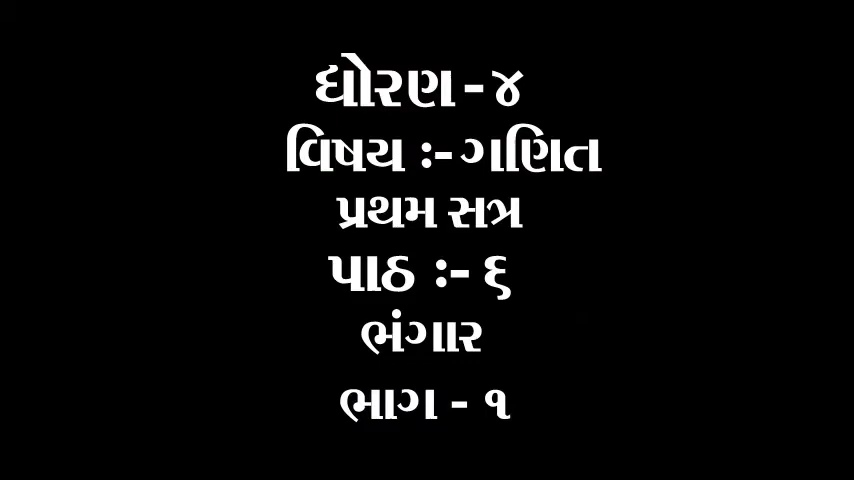 ધોરણ - ૪
વિષય :- ગણિત
પ્રથમ સત્ર
પાઠ :- ૬
ભંગાર
ભાગ - ૧